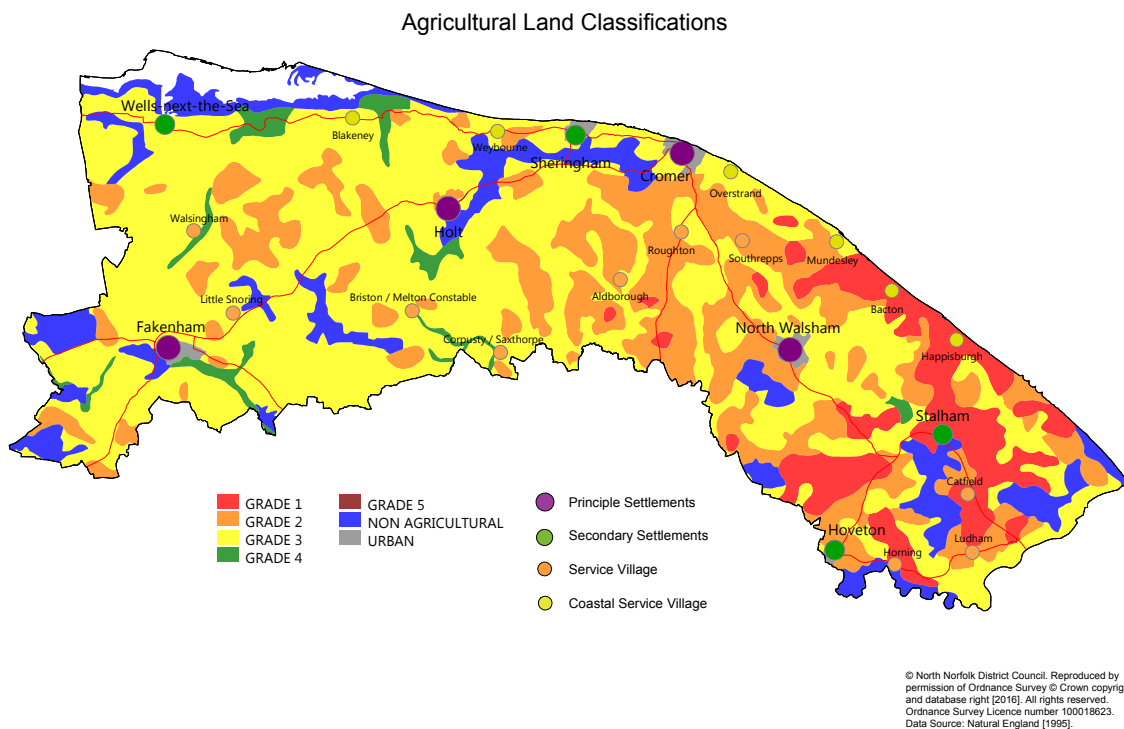 Agricultural Land Classifications
Wells-next-the-Sea
Blakeney
Weybourne
Sheringham
Cromer
Overstrand
Walsingham
Holt
Roughton
Southrepps
Mundesley
Little Snoring
Briston / Melton Constable
Aldborough
Bacton
Fakenham
Corpusty / Saxthorpe
North Walsham
Happisburgh
Stalham
Catfield
Hoveton
Horning
Ludham
GRADE 1
GRADE 2
GRADE 3
GRADE 4
GRADE 5
NON AGRICULTURAL
URBAN
Principle Settlements
Secondary Settlements
Service Village
Coastal Service Village
© North Norfolk District Council. Reproduced by
permission of Ordnance Survey © Crown copyrig
and database right [2016]. All rights reserved.
Ordnance Survey Licence number 100018623.
Data Source: Natural England [1995].